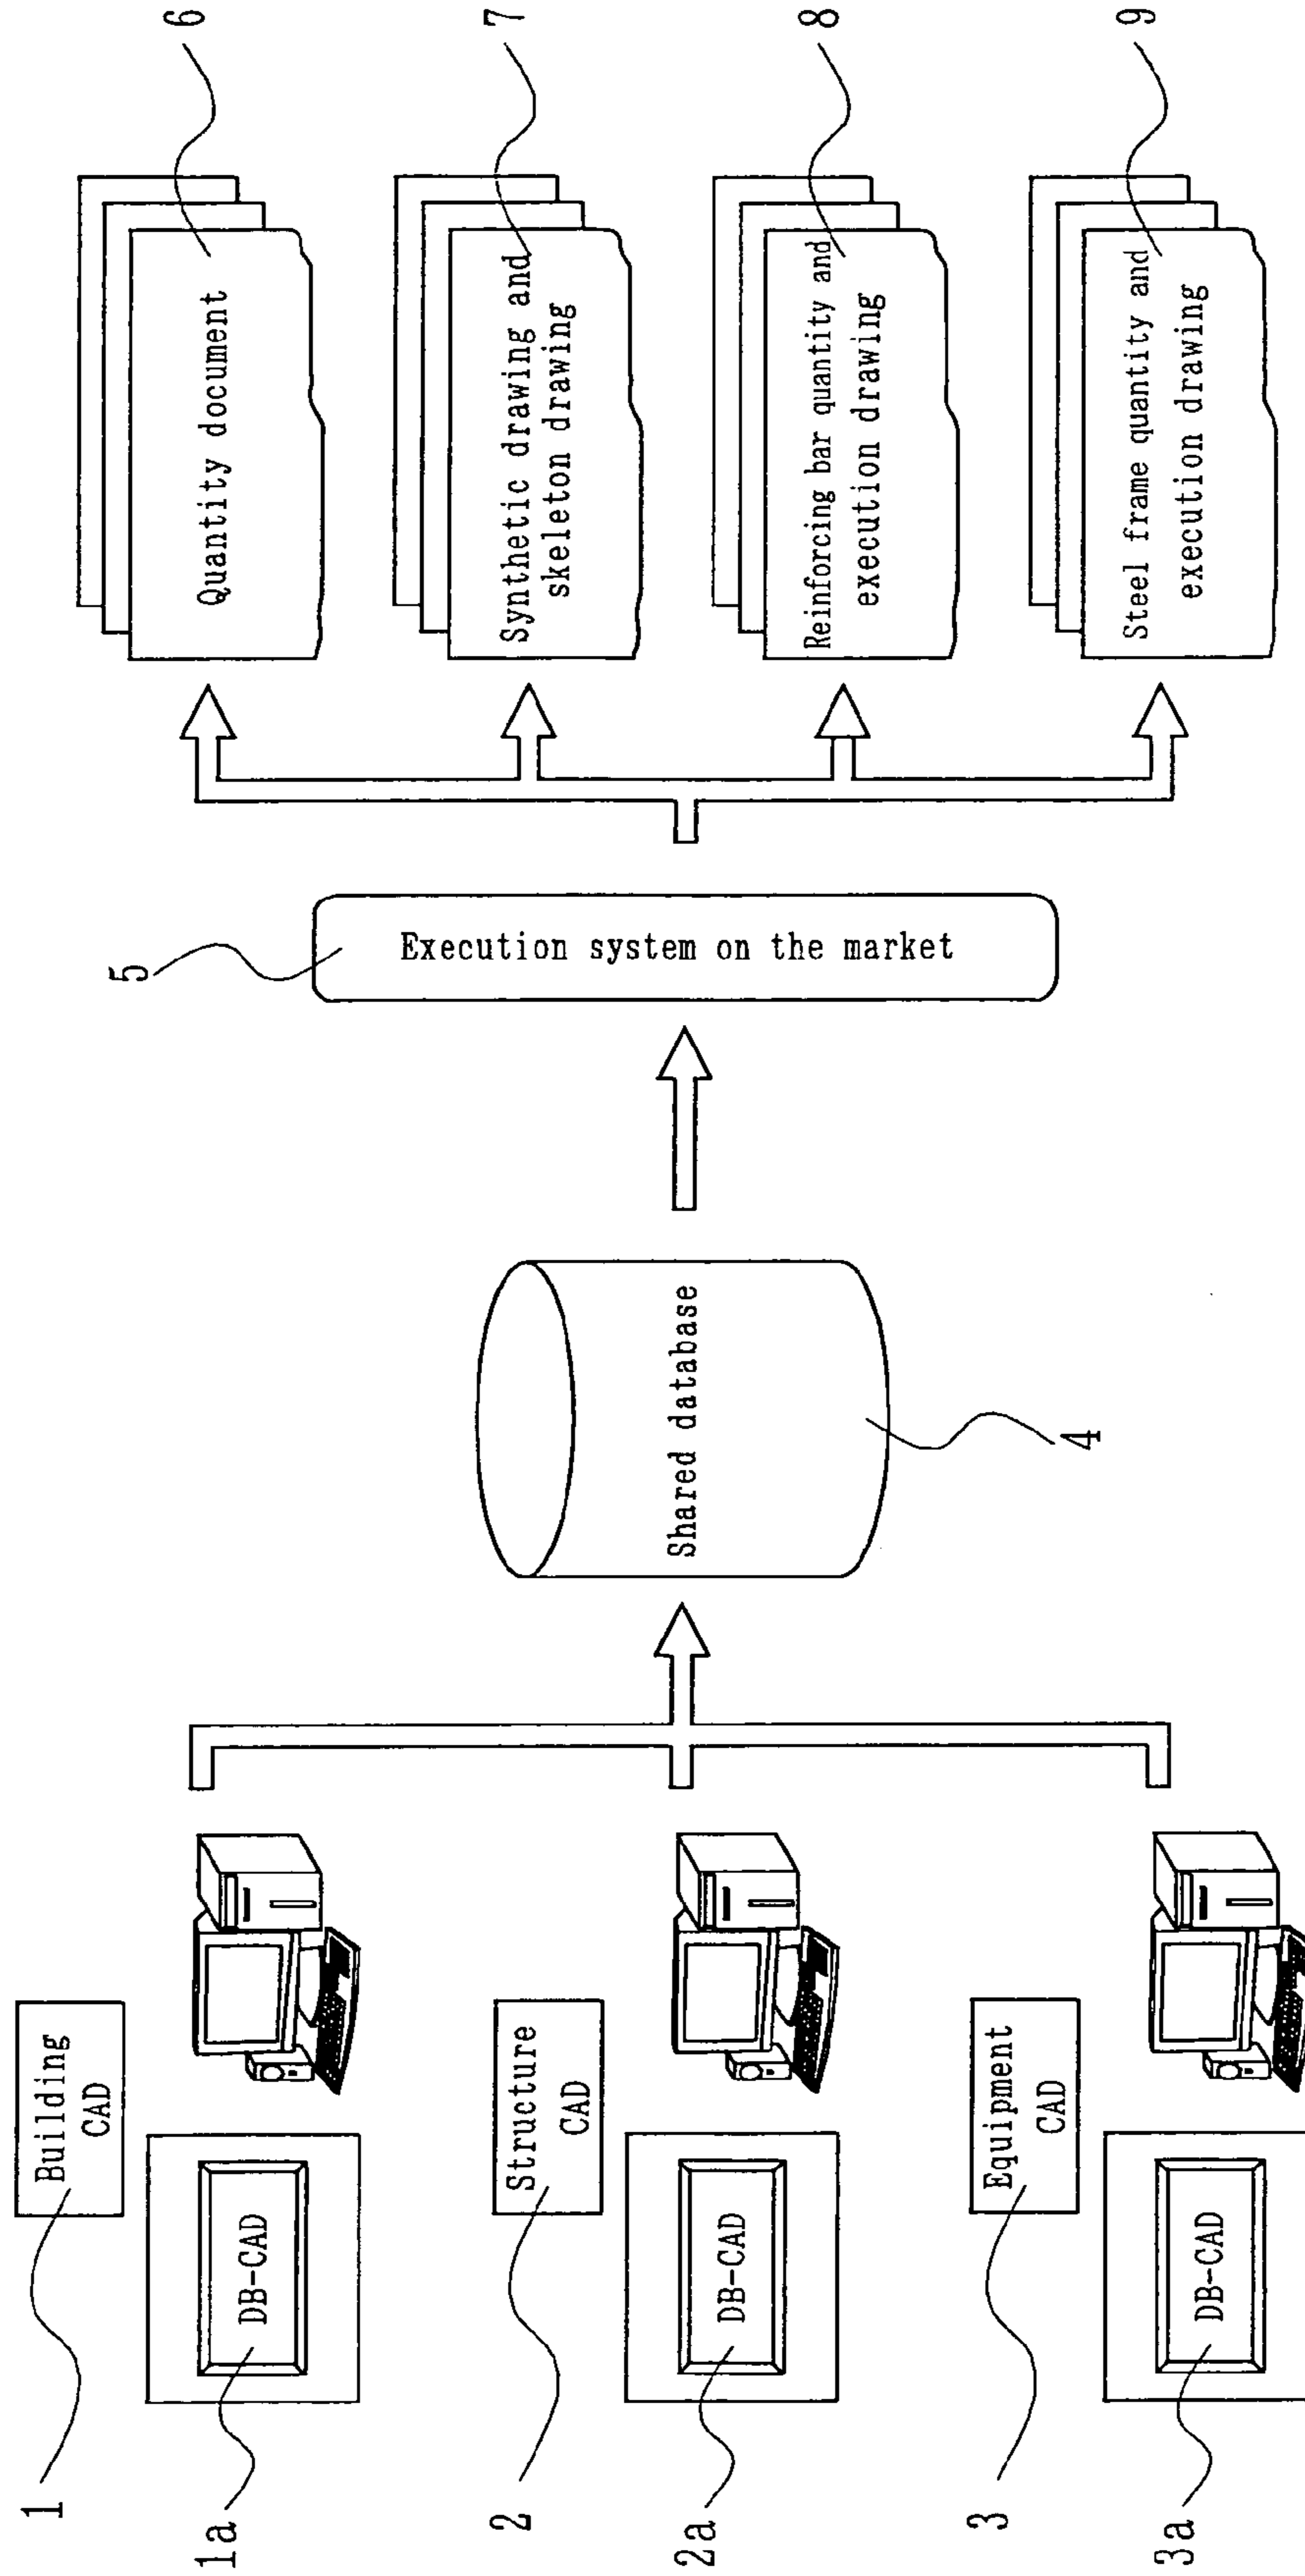 1
Building
CAD
1a
DB-CAD
2
Structure
CAD
2a
DB-CAD
3
Equipment
CAD
3a
DB-CAD
Shared database
4
5
Execution system on the market
6
Quantity document
7
Synthetic drawing and
skeleton drawing
8
Reinforcing bar quantity and
execution drawing
9
Steel frame quantity and
execution drawing